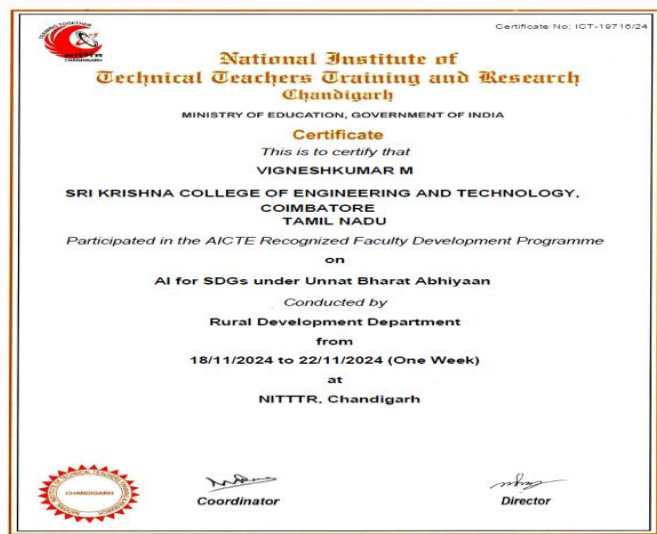 Certificate No: ICT-19716/24
NITTTR
CHANDIGARH
National Institute of
Technical Teachers Training and Research
Chandigarh
MINISTRY OF EDUCATION, GOVERNMENT OF INDIA
Certificate
This is to certify that
VIGNESHKUMAR M
SRI KRISHNA COLLEGE OF ENGINEERING AND TECHNOLOGY,
COIMBATORE
TAMIL NADU
Participated in the AICTE Recognized Faculty Development Programme
on
AI for SDGs under Unnat Bharat Abhiyaan
Conducted by
Rural Development Department
from
18/11/2024 to 22/11/2024 (One Week)
at
NITTTR, Chandigarh
CHANDIGARH
Coordinator
Director